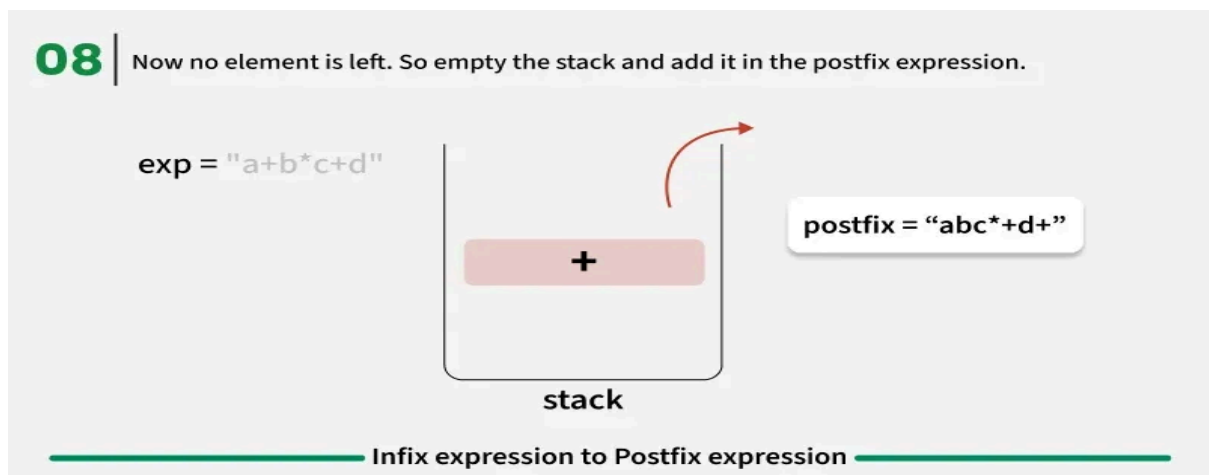 08
Now no element is left. So empty the stack and add it in the postfix expression.
exp = "a+b*c+d"
+
postfix = “abc*+d+”
stack
Infix expression to Postfix expression